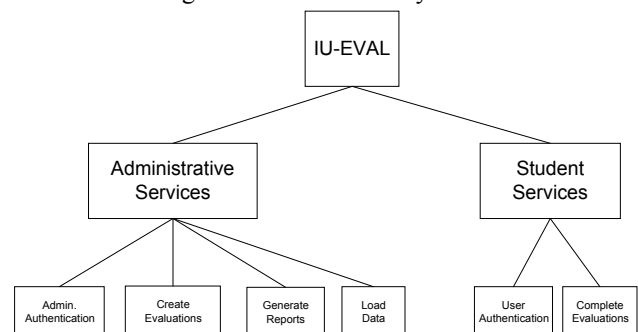 IU-EVAL
Administrative
Services
Student
Services
Admin.
Authentication
Create
Evaluations
Generate
Reports
Load
Data
User
Authentication
Complete
Evaluations